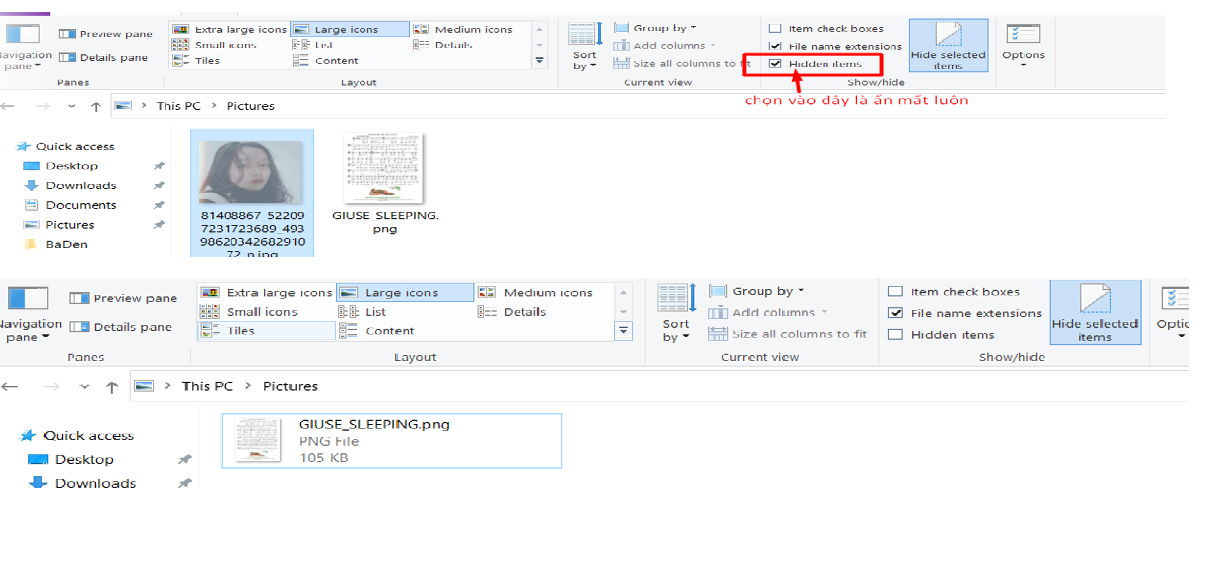 Preview pane
Details pane
Navigation
pane
Panes
Extra large icons Large icons Medium icons
Small icons List Details
Tiles Content
Layout
Sort
by
Group by
Add columns
Size all columns to fit
Current view
Item check boxes
File name extensions
Hidden items
Show/hide
Hide selected
items
Options
chọn vào đây là ẩn mất luôn
This PC > Pictures
Quick access
Desktop
Downloads
Documents
Pictures
BaDen
81408867_52209
7231723689_493
98620342682910
72_n.jpg
GIUSE_SLEEPING.
png
Preview pane
Details pane
Navigation
pane
Panes
Extra large icons Large icons Medium icons
Small icons List Details
Tiles Content
Layout
Sort
by
Group by
Add columns
Size all columns to fit
Current view
Item check boxes
File name extensions
Hidden items
Show/hide
Hide selected
items
Optic
This PC > Pictures
Quick access
Desktop
Downloads
GIUSE_SLEEPING.png
PNG File
105 KB